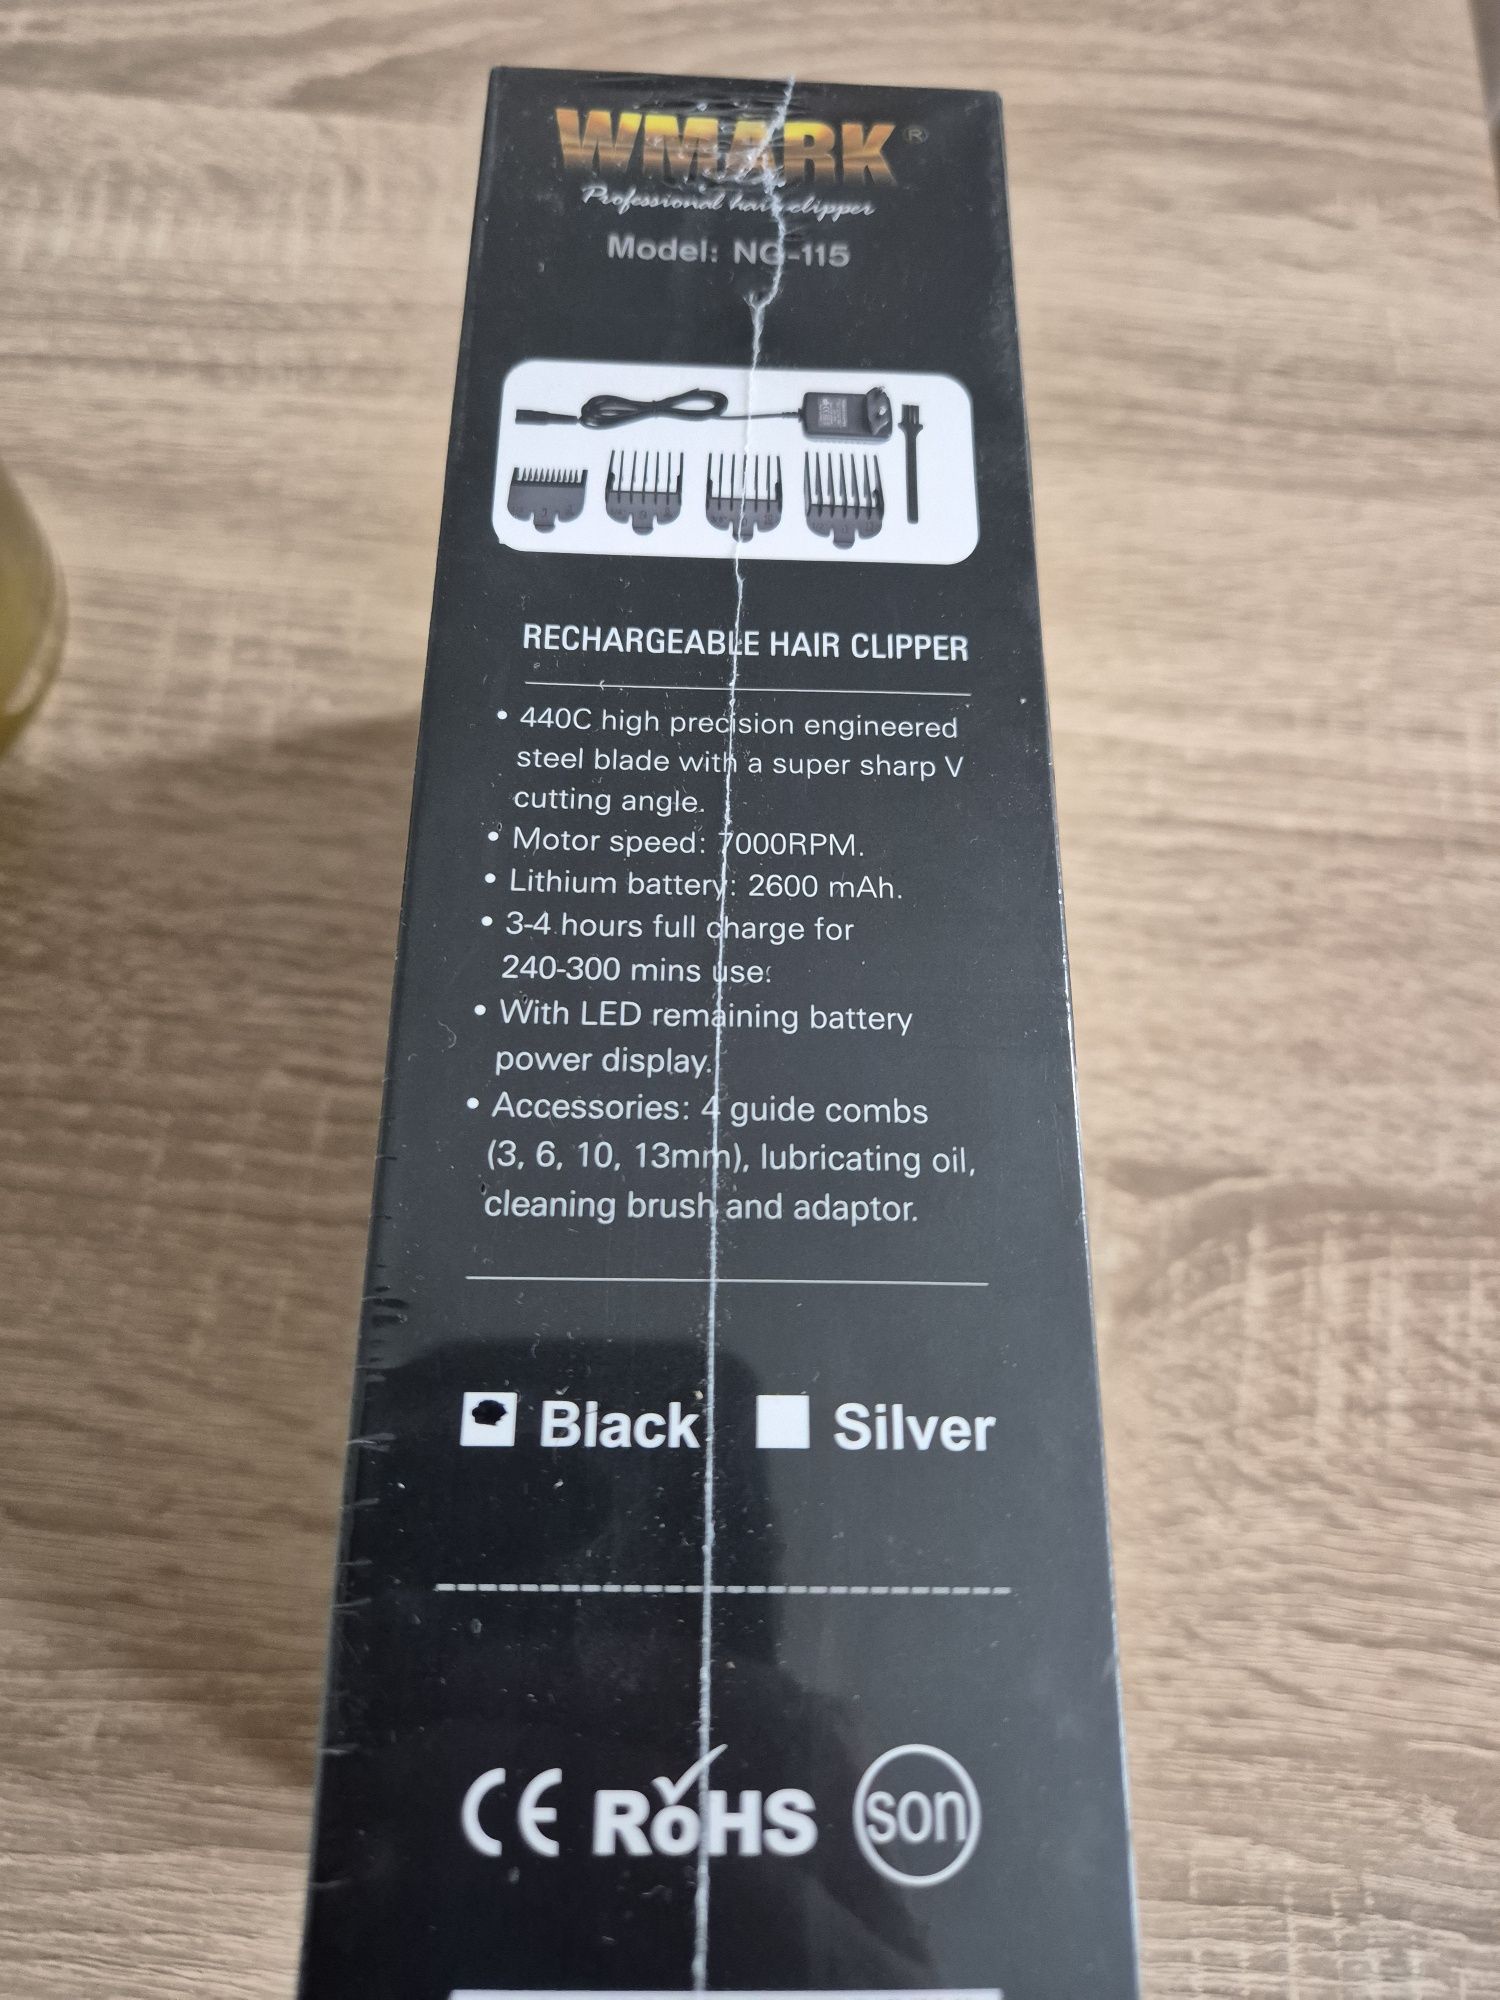 WMARK®
Professional hair clipper
Model: NG-115
RECHARGEABLE HAIR CLIPPER
• 440C high precision engineered
steel blade with a super sharp V
cutting angle.
• Motor speed: 7000RPM.
• Lithium battery: 2600 mAh.
• 3-4 hours full charge for
240-300 mins use.
• With LED remaining battery
power display.
• Accessories: 4 guide combs
(3, 6, 10, 13mm), lubricating oil,
cleaning brush and adaptor.
Black Silver
CE RoHS son